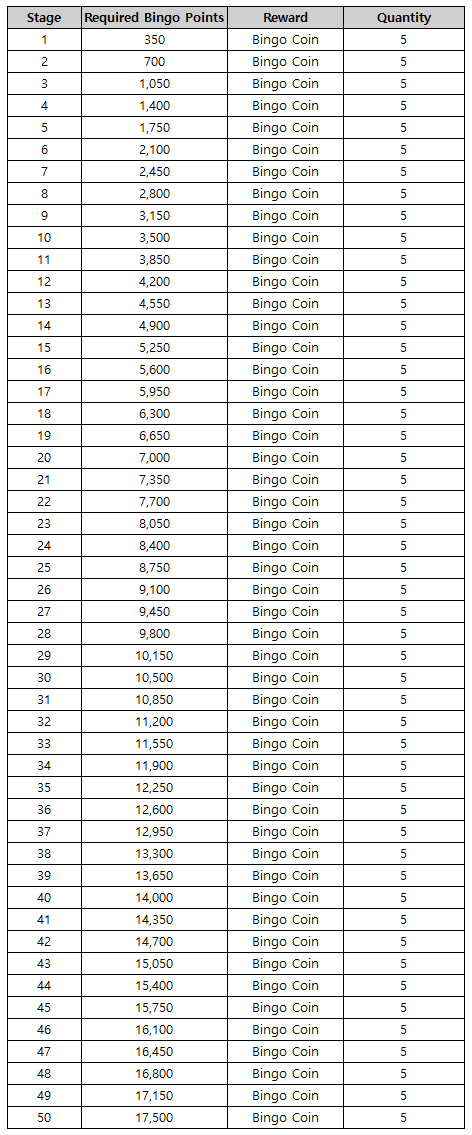 Stage Required Bingo Points Reward Quantity
1 350 Bingo Coin 5
2 700 Bingo Coin 5
3 1,050 Bingo Coin 5
4 1,400 Bingo Coin 5
5 1,750 Bingo Coin 5
6 2,100 Bingo Coin 5
7 2,450 Bingo Coin 5
8 2,800 Bingo Coin 5
9 3,150 Bingo Coin 5
10 3,500 Bingo Coin 5
11 3,850 Bingo Coin 5
12 4,200 Bingo Coin 5
13 4,550 Bingo Coin 5
14 4,900 Bingo Coin 5
15 5,250 Bingo Coin 5
16 5,600 Bingo Coin 5
17 5,950 Bingo Coin 5
18 6,300 Bingo Coin 5
19 6,650 Bingo Coin 5
20 7,000 Bingo Coin 5
21 7,350 Bingo Coin 5
22 7,700 Bingo Coin 5
23 8,050 Bingo Coin 5
24 8,400 Bingo Coin 5
25 8,750 Bingo Coin 5
26 9,100 Bingo Coin 5
27 9,450 Bingo Coin 5
28 9,800 Bingo Coin 5
29 10,150 Bingo Coin 5
30 10,500 Bingo Coin 5
31 10,850 Bingo Coin 5
32 11,200 Bingo Coin 5
33 11,550 Bingo Coin 5
34 11,900 Bingo Coin 5
35 12,250 Bingo Coin 5
36 12,600 Bingo Coin 5
37 12,950 Bingo Coin 5
38 13,300 Bingo Coin 5
39 13,650 Bingo Coin 5
40 14,000 Bingo Coin 5
41 14,350 Bingo Coin 5
42 14,700 Bingo Coin 5
43 15,050 Bingo Coin 5
44 15,400 Bingo Coin 5
45 15,750 Bingo Coin 5
46 16,100 Bingo Coin 5
47 16,450 Bingo Coin 5
48 16,800 Bingo Coin 5
49 17,150 Bingo Coin 5
50 17,500 Bingo Coin 5